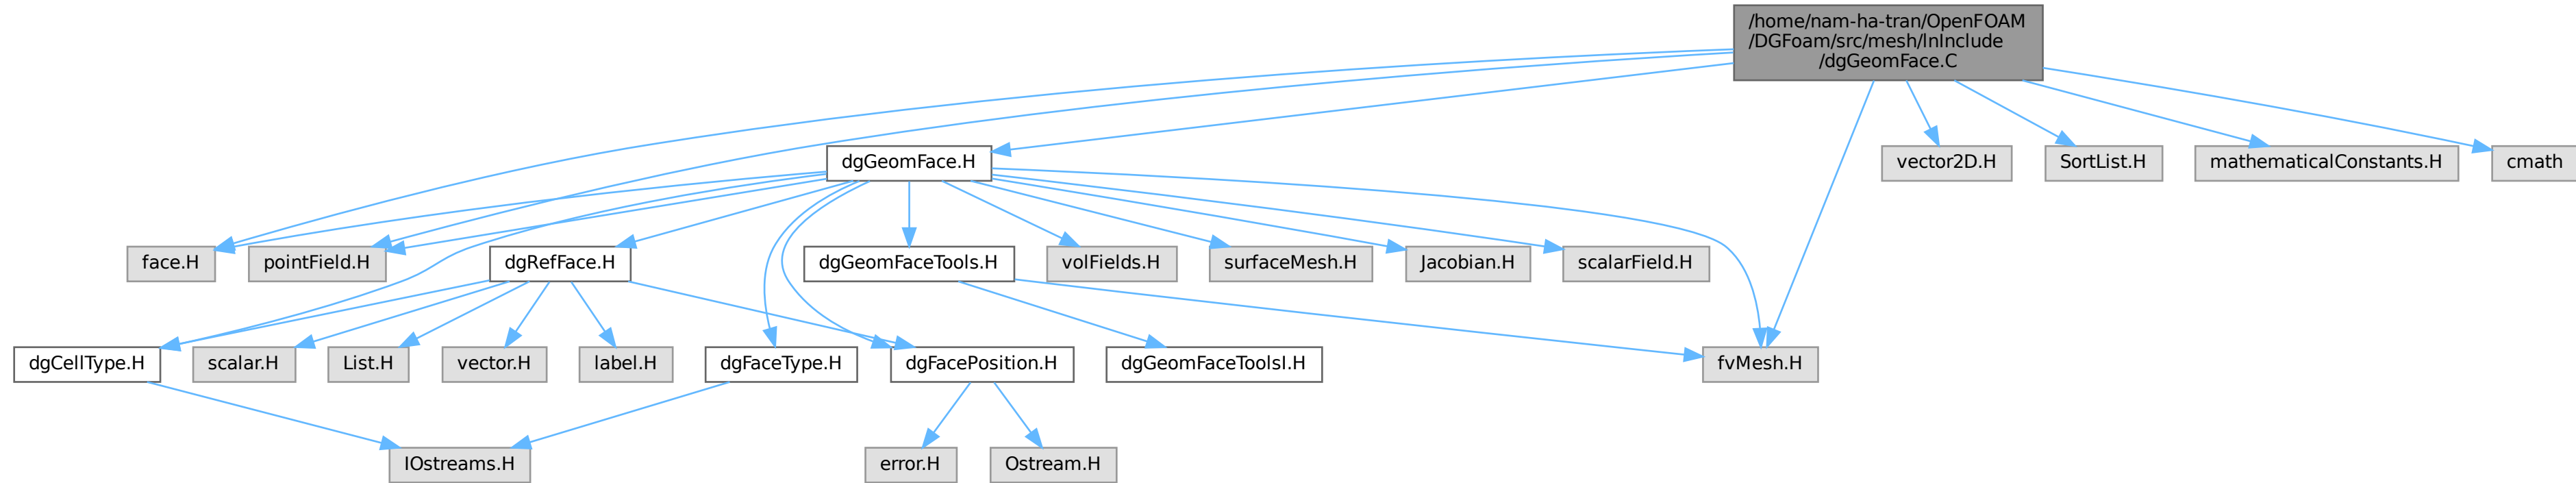 /home/nam-ha-tran/OpenFOAM
/DGFoam/src/mesh/lnInclude
/dgGeomFace.C
dgGeomFace.H
vector2D.H
SortList.H
mathematicalConstants.H
cmath
face.H
pointField.H
dgRefFace.H
dgGeomFaceTools.H
volFields.H
surfaceMesh.H
Jacobian.H
scalarField.H
dgCellType.H
scalar.H
List.H
vector.H
label.H
dgFaceType.H
dgFacePosition.H
dgGeomFaceToolsI.H
fvMesh.H
IOstreams.H
error.H
Ostream.H